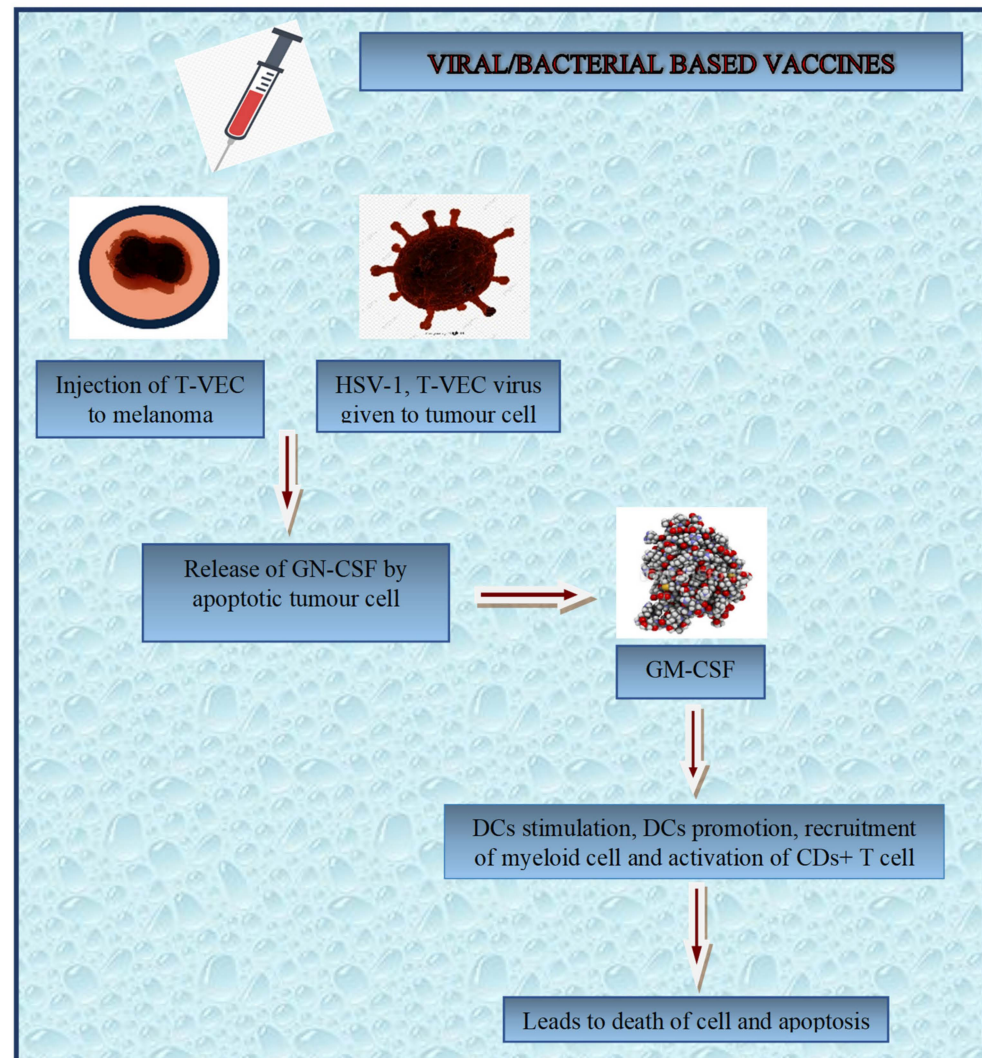 VIRAL/BACTERIAL BASED VACCINES
Injection of T-VEC
to melanoma
HSV-1, T-VEC virus
given to tumour cell
Release of GN-CSF by
apoptotic tumour cell
GM-CSF
DCs stimulation, DCs promotion, recruitment
of myeloid cell and activation of CDs+ T cell
Leads to death of cell and apoptosis